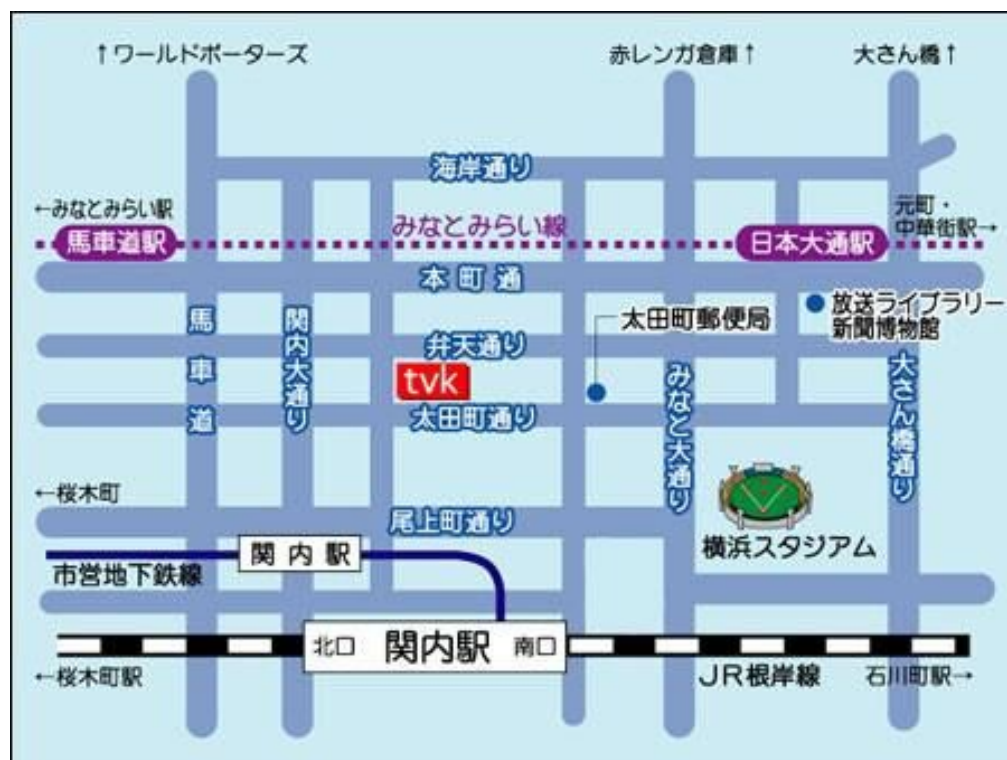 ↑ワールドポーターズ
赤レンガ倉庫↑
大さん橋↑
海岸通り
←みなとみらい駅
元町・
中華街駅→
馬車道駅
みなとみらい線
日本大通駅
本町通
放送ライブラリー
新聞博物館
太田町郵便局
馬車道
関内大通り
弁天通り
みなと大通り
大さん橋通り
tvk
太田町通り
←桜木町
尾上町通り
横浜スタジアム
関内駅
市営地下鉄線
北口
関内駅
南口
←桜木町駅
JR根岸線
石川町駅→